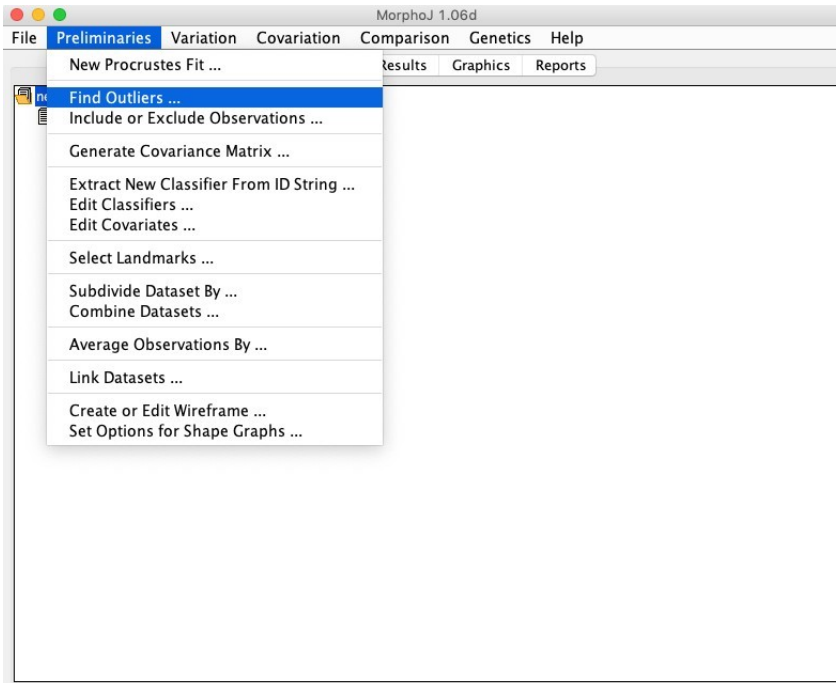 MorphoJ 1.06d
File Preliminaries Variation Covariation Comparison Genetics Help
Results Graphics Reports
New Procrustes Fit ...
Find Outliers ...
Include or Exclude Observations ...
Generate Covariance Matrix ...
Extract New Classifier From ID String ...
Edit Classifiers ...
Edit Covariates ...
Select Landmarks ...
Subdivide Dataset By ...
Combine Datasets ...
Average Observations By ...
Link Datasets ...
Create or Edit Wireframe ...
Set Options for Shape Graphs ...